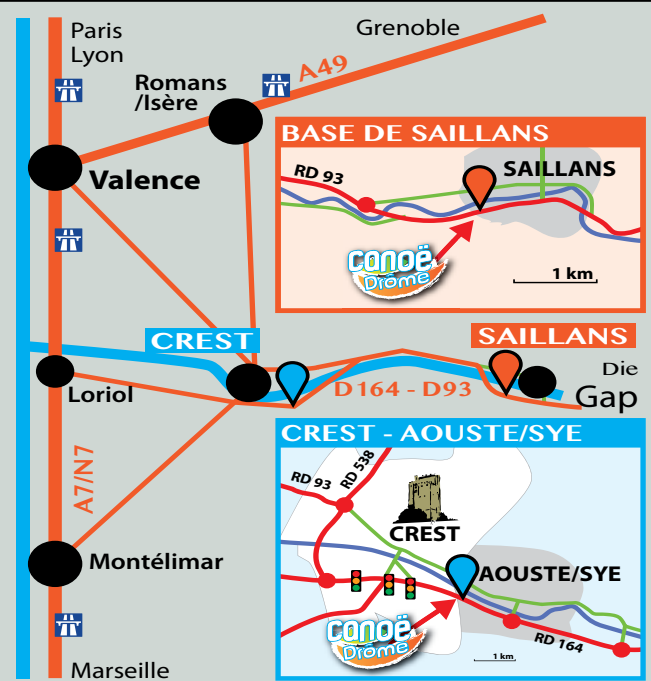 Paris
Lyon
Grenoble
A49
Romans
/Isère
Valence
BASE DE SAILLANS
RD 93
SAILLANS
canoë
Drôme
1 km
CREST
SAILLANS
Die
Gap
D164 - D93
Loriol
A7/N7
CREST - AOUSTE/SYE
RD 93
RD 538
CREST
AOUSTE/SYE
canoë
Drôme
RD 164
1 km
Montélimar
Marseille